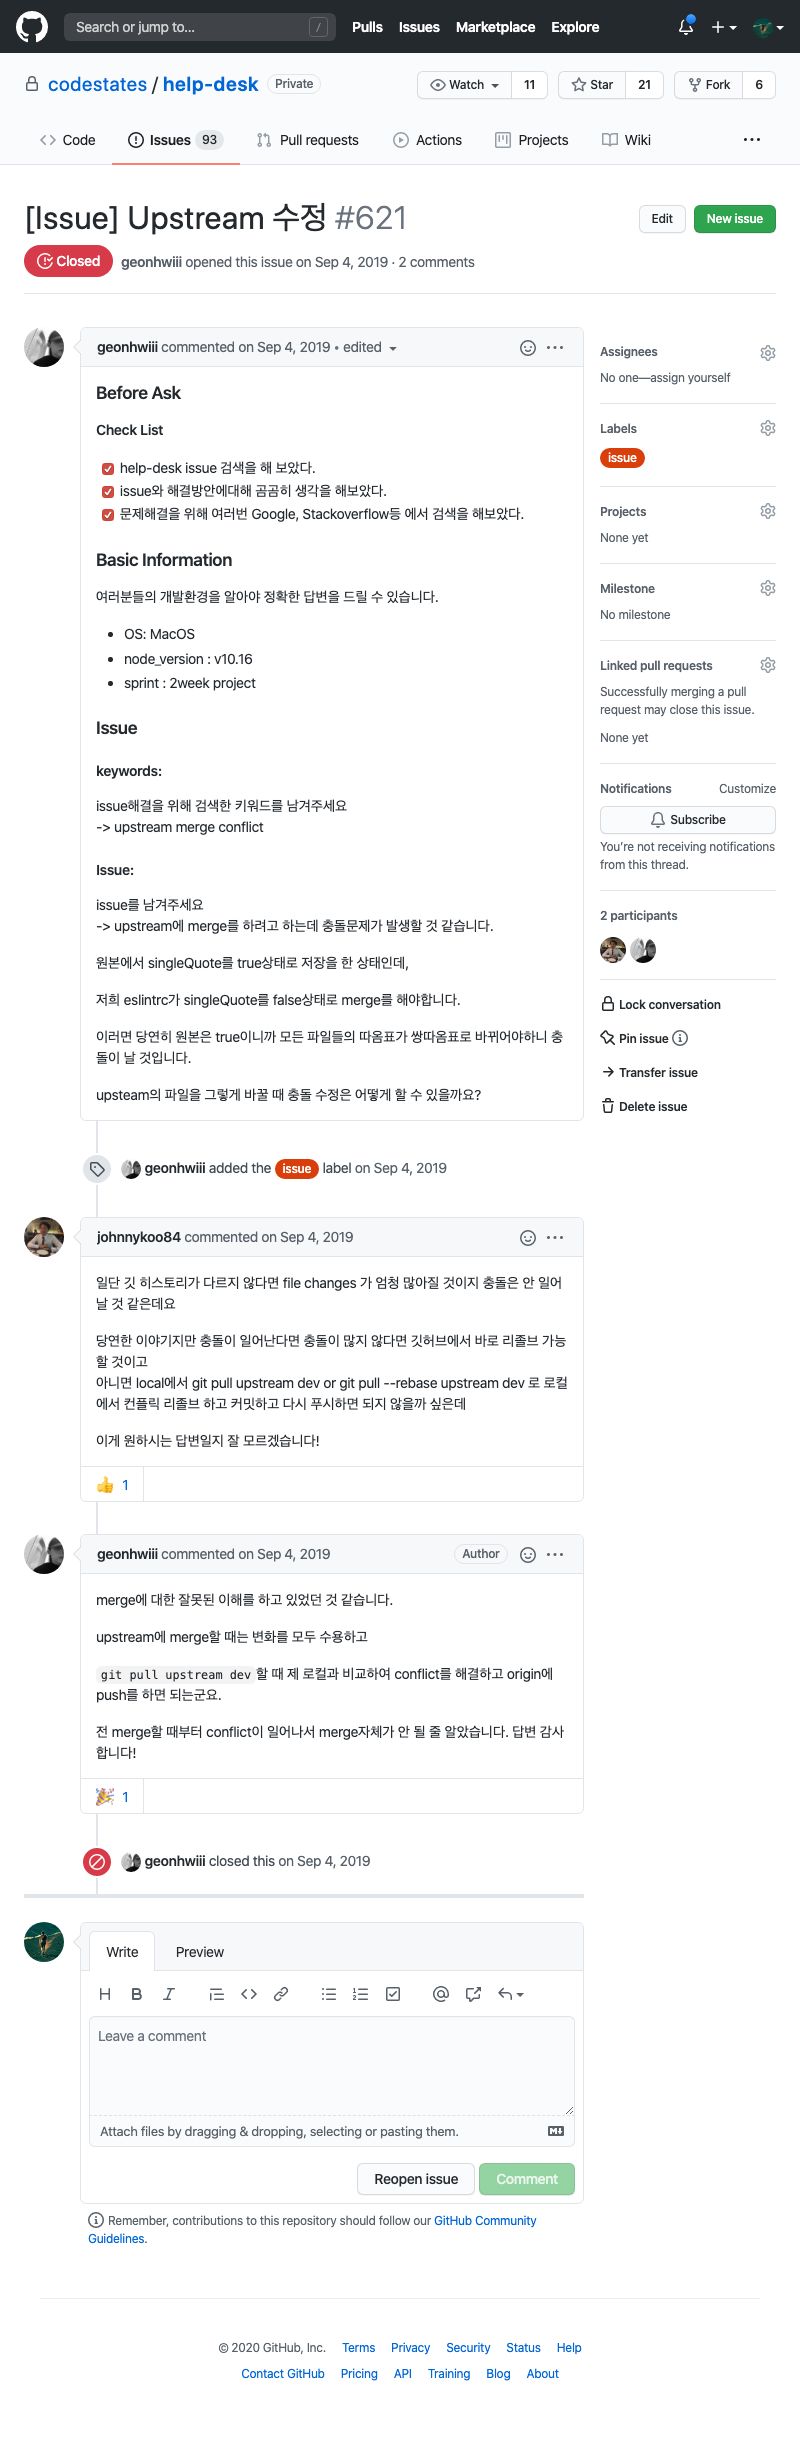 Search or jump to... /
Pulls Issues Marketplace Explore
codestates / help-desk Private
Watch 11 Star 21 Fork 6
Code Issues 93 Pull requests Actions Projects Wiki ...
[Issue] Upstream 수정 #621
Edit New issue
Closed geonhwiii opened this issue on Sep 4, 2019 · 2 comments
geonhwiii commented on Sep 4, 2019 • edited
Before Ask
Check List
help-desk issue 검색을 해 보았다.
issue와 해결방안에대해 곰곰히 생각을 해보았다.
문제해결을 위해 여러번 Google, Stackoverflow등 에서 검색을 해보았다.
Basic Information
여러분들의 개발환경을 알아야 정확한 답변을 드릴 수 있습니다.
• OS: MacOS
• node_version : v10.16
• sprint : 2week project
Issue
keywords:
issue해결을 위해 검색한 키워드를 남겨주세요
-> upstream merge conflict
Issue:
issue를 남겨주세요
-> upstream에 merge를 하려고 하는데 충돌문제가 발생할 것 같습니다.
원본에서 singleQuote를 true상태로 저장을 한 상태인데,
저희 eslintrc가 singleQuote를 false상태로 merge를 해야합니다.
이러면 당연히 원본은 true이니까 모든 파일들의 따옴표가 쌍따옴표로 바뀌어야하니 충
돌이 날 것입니다.
upsteam의 파일을 그렇게 바꿀 때 충돌 수정은 어떻게 할 수 있을까요?
Assignees
No one—assign yourself
Labels
issue
Projects
None yet
Milestone
No milestone
Linked pull requests
Successfully merging a pull
request may close this issue.
None yet
Notifications Customize
Subscribe
You're not receiving notifications
from this thread.
2 participants
Lock conversation
Pin issue
Transfer issue
Delete issue
geonhwiii added the issue label on Sep 4, 2019
johnnykoo84 commented on Sep 4, 2019
일단 깃 히스토리가 다르지 않다면 file changes 가 엄청 많아질 것이지 충돌은 안 일어
날 것 같은데요
당연한 이야기지만 충돌이 일어난다면 충돌이 많지 않다면 깃허브에서 바로 리졸브 가능
할 것이고
아니면 local에서 git pull upstream dev or git pull --rebase upstream dev 로 로컬
에서 컨플릭 리졸브 하고 커밋하고 다시 푸시하면 되지 않을까 싶은데
이게 원하시는 답변일지 잘 모르겠습니다!
1
geonhwiii commented on Sep 4, 2019 Author
merge에 대한 잘못된 이해를 하고 있었던 것 같습니다.
upstream에 merge할 때는 변화를 모두 수용하고
git pull upstream dev 할 때 제 로컬과 비교하여 conflict를 해결하고 origin에
push를 하면 되는군요.
전 merge할 때부터 conflict이 일어나서 merge자체가 안 될 줄 알았습니다. 답변 감사
합니다!
1
geonhwiii closed this on Sep 4, 2019
Write Preview
H B I
Leave a comment
Attach files by dragging & dropping, selecting or pasting them.
Reopen issue Comment
Remember, contributions to this repository should follow our GitHub Community
Guidelines.
© 2020 GitHub, Inc. Terms Privacy Security Status Help
Contact GitHub Pricing API Training Blog About